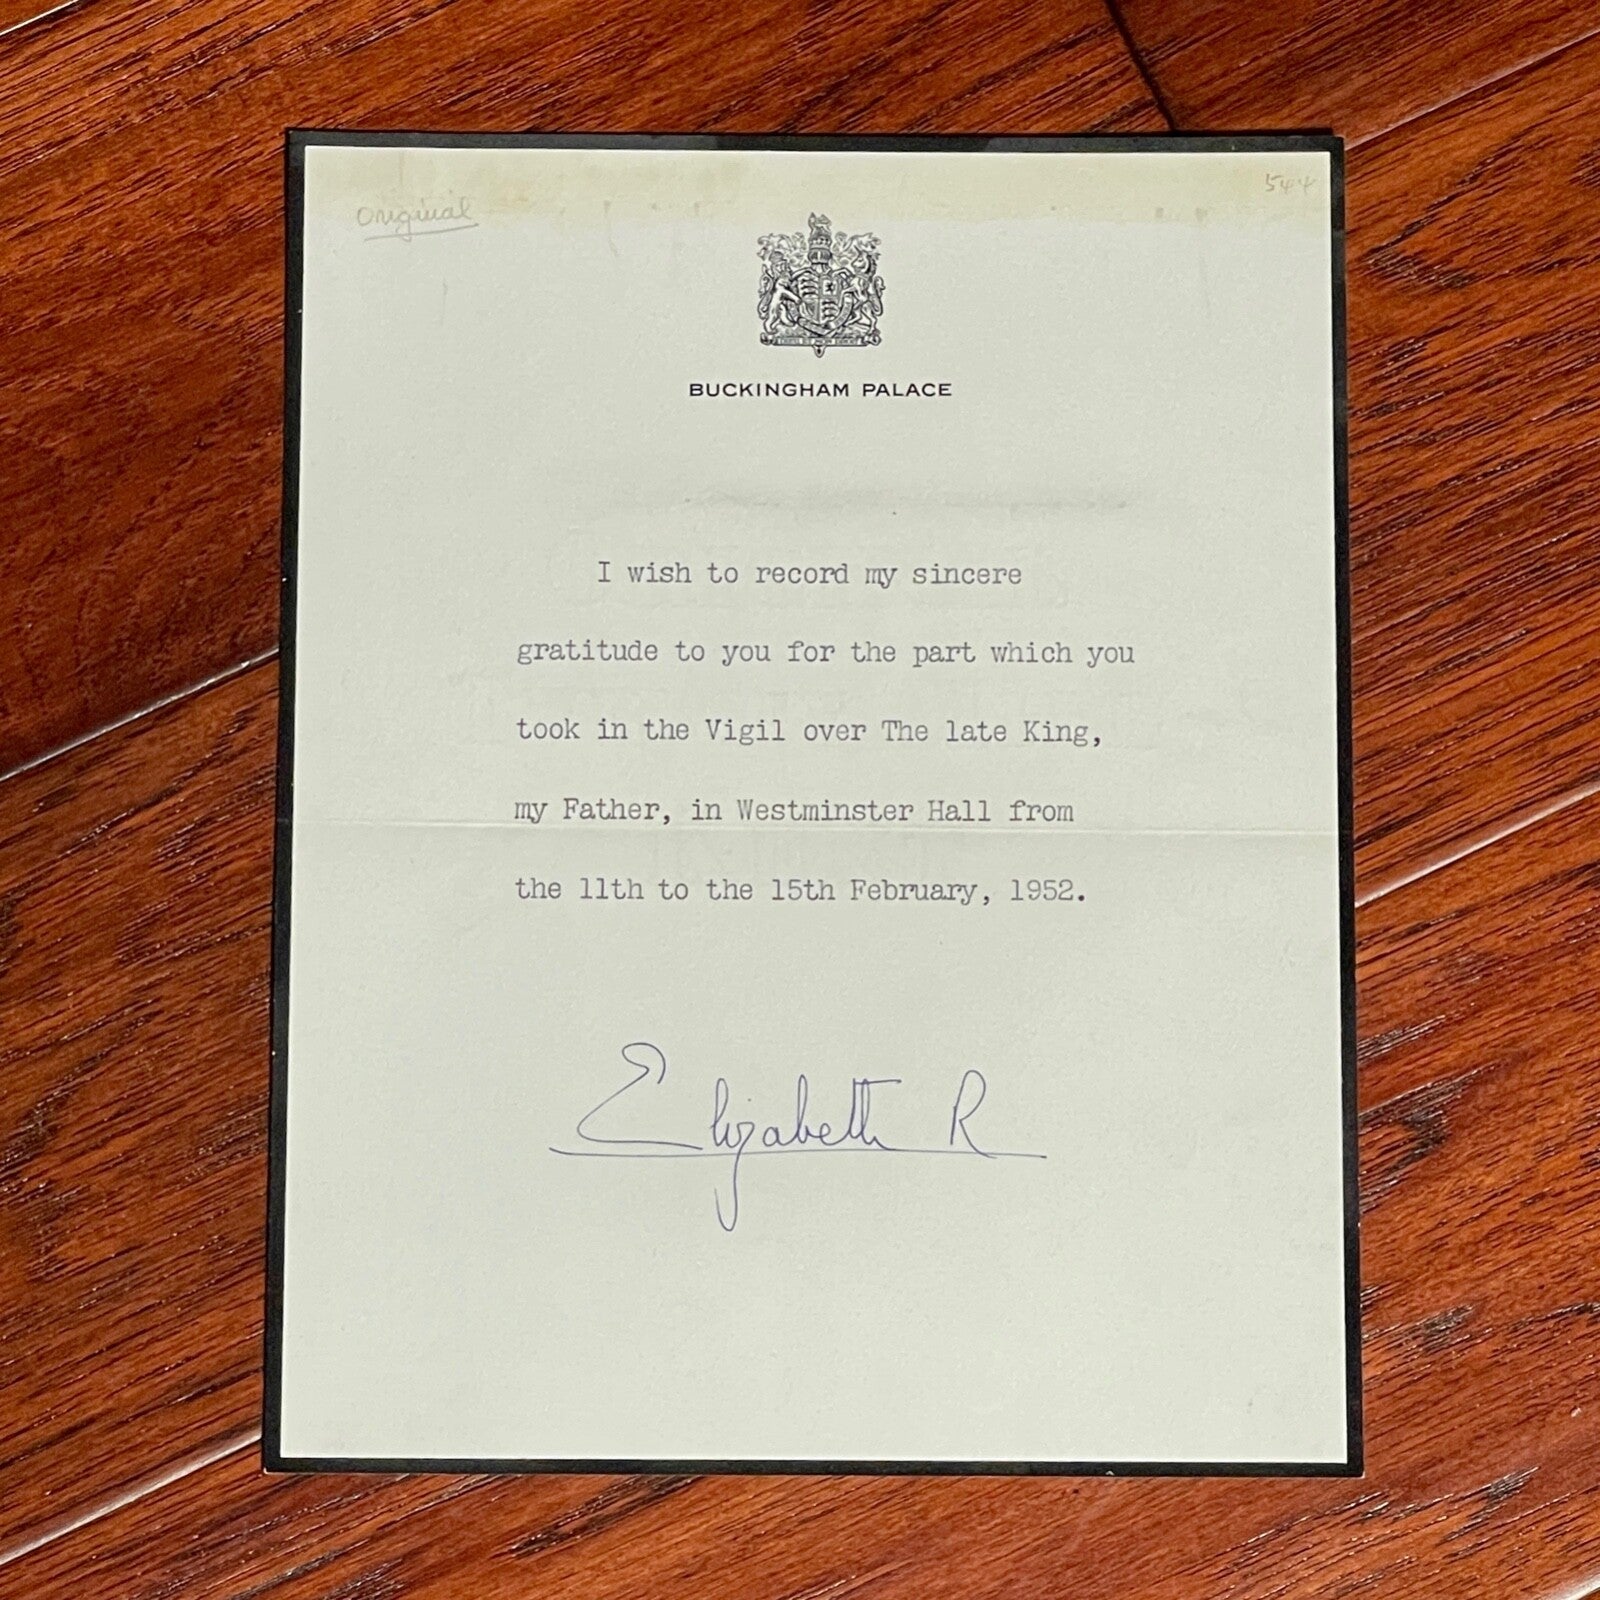 Original
544
BUCKINGHAM PALACE
I wish to record my sincere
gratitude to you for the part which you
took in the Vigil over The late King,
my Father, in Westminster Hall from
the 11th to the 15th February, 1952.
Elizabeth R